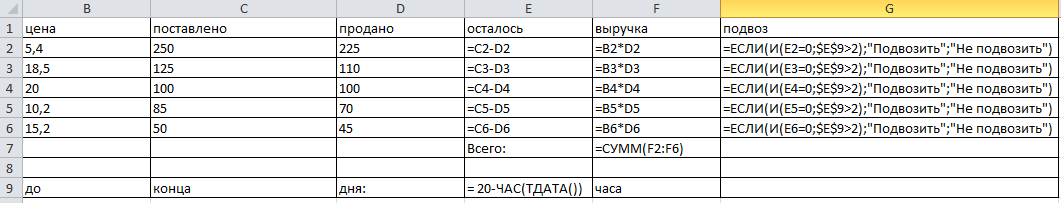 B C D E F G
1 цена поставлено продано осталось выручка подвоз
2 5,4 250 225 =C2-D2 =B2*D2 =ЕСЛИ(И(E2=0;$E$9>2);"Подвозить";"Не подвозить")
3 18,5 125 110 =C3-D3 =B3*D3 =ЕСЛИ(И(E3=0;$E$9>2);"Подвозить";"Не подвозить")
4 20 100 100 =C4-D4 =B4*D4 =ЕСЛИ(И(E4=0;$E$9>2);"Подвозить";"Не подвозить")
5 10,2 85 70 =C5-D5 =B5*D5 =ЕСЛИ(И(E5=0;$E$9>2);"Подвозить";"Не подвозить")
6 15,2 50 45 =C6-D6 =B6*D6 =ЕСЛИ(И(E6=0;$E$9>2);"Подвозить";"Не подвозить")
7 Всего: =СУММ(F2:F6)
8
9 до конца дня: = 20-ЧАС(ТДАТА()) часа